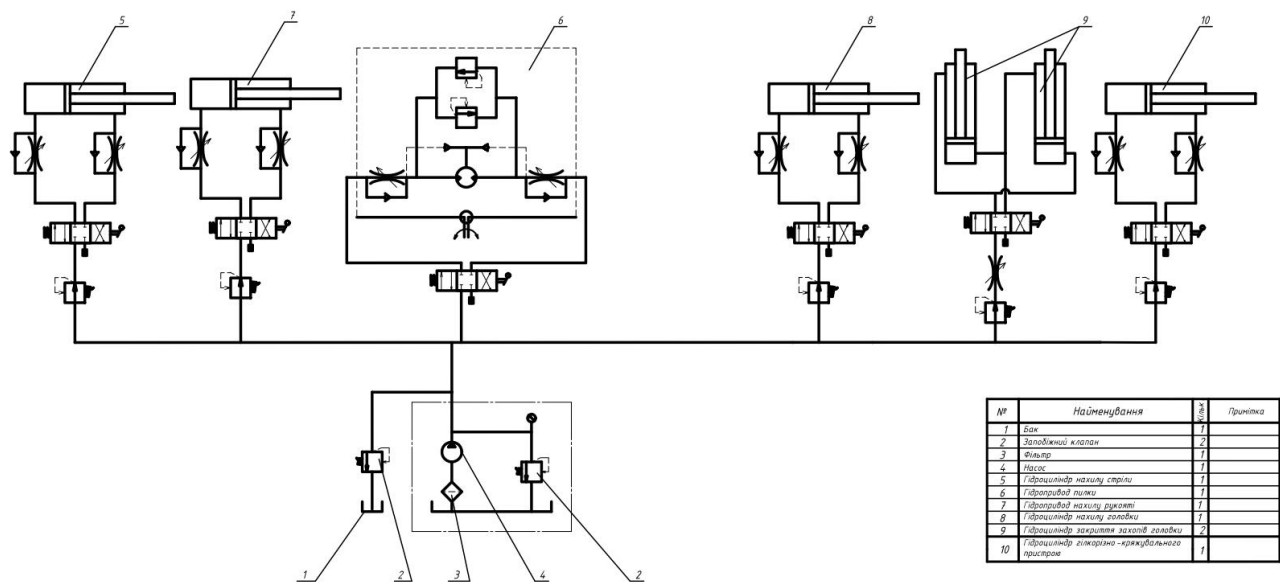 5
7
6
8
9
10
№ Найменування Кільк Примітка
1 Бак 1
2 Заповіжний клапан 2
3 Фільтр 1
4 Насос 1
5 Гідроциліндр нахилу стріли 1
6 Гідропривод пилки 1
7 Гідропривод нахилу рукояті 1
8 Гідроциліндр нахилу головки 1
9 Гідроциліндр закриття захопів головки 2
10 Гідроциліндр гілкорізно-кряжувального
пристрою 1
1
2
3
4
2